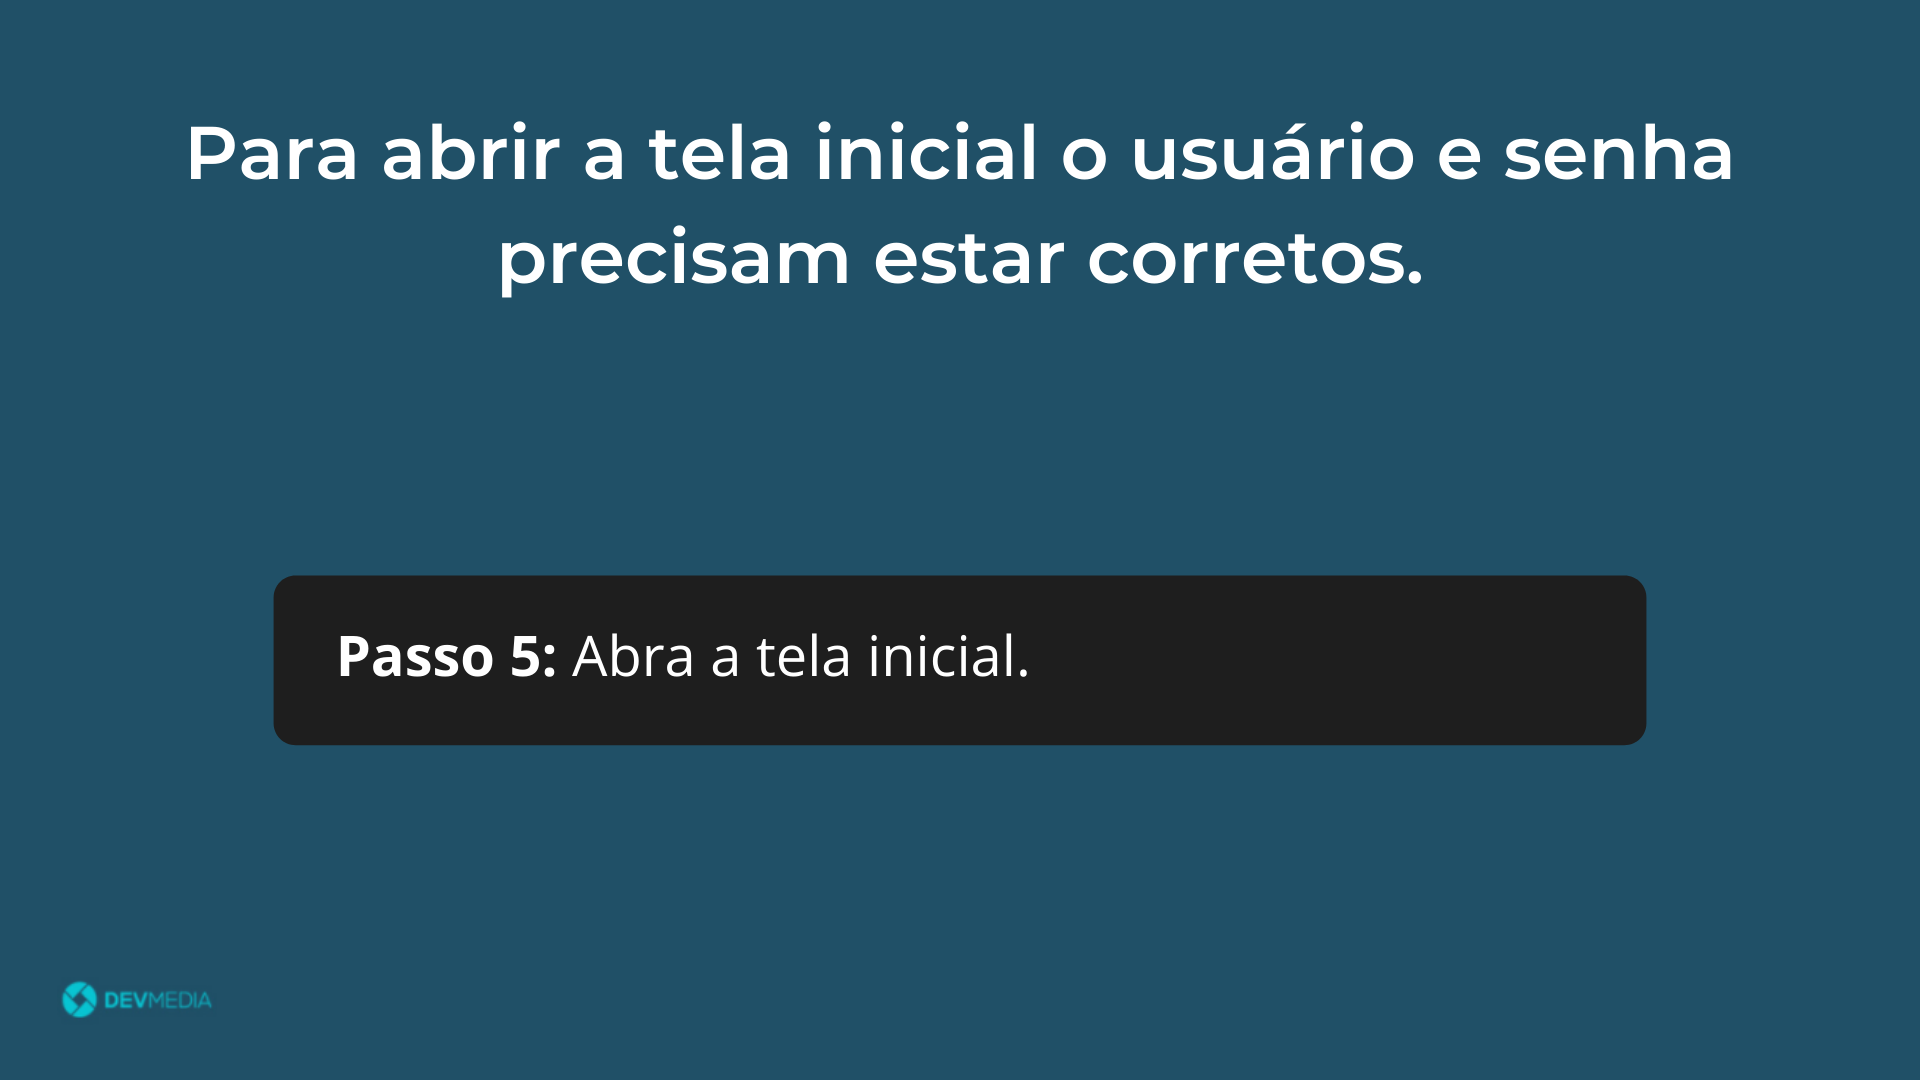 Para abrir a tela inicial o usuário e senha
precisam estar corretos.
Passo 5: Abra a tela inicial.
DEVMEDIA